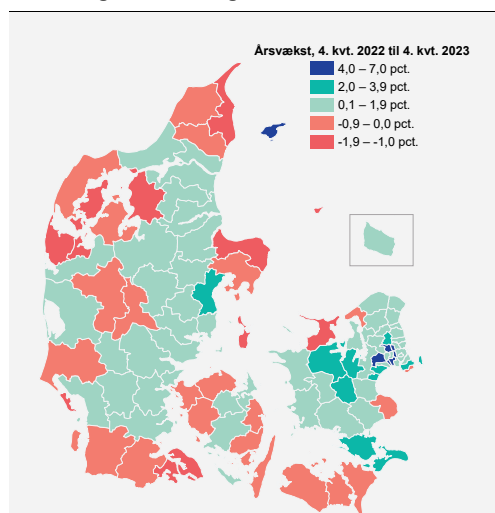 Årsvækst, 4. kvt. 2022 til 4. kvt. 2023
4,0 – 7,0 pct.
2,0 – 3,9 pct.
0,1 – 1,9 pct.
-0,9 – 0,0 pct.
-1,9 – -1,0 pct.